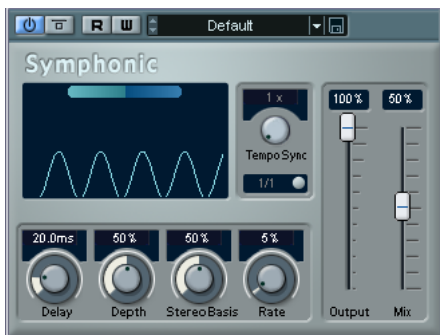 R W Default
Symphonic
1 x
100 % 50 %
Tempo Sync
1/1
20.0ms 50 % 50 % 5 %
Delay Depth Stereo Basis Rate Output Mix